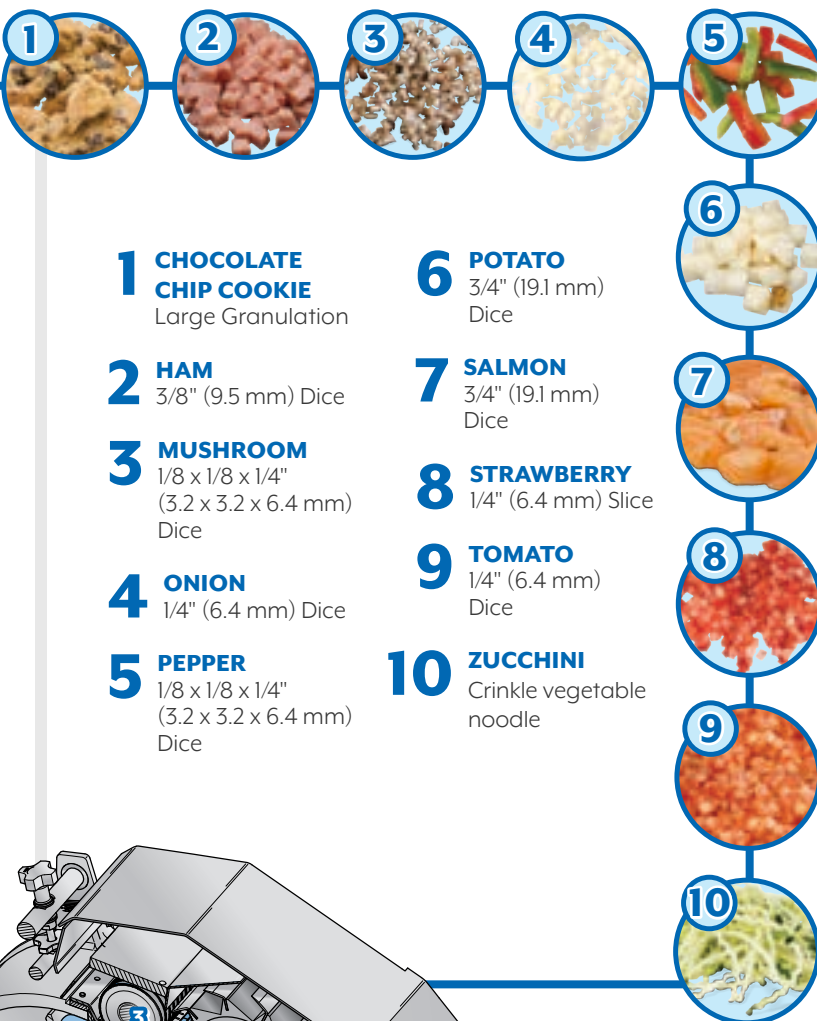 1
2
3
4
5
6
7
8
9
10
1 CHOCOLATE
CHIP COOKIE
Large Granulation
2 HAM
3/8" (9.5 mm) Dice
3 MUSHROOM
1/8 x 1/8 x 1/4"
(3.2 x 3.2 x 6.4 mm)
Dice
4 ONION
1/4" (6.4 mm) Dice
5 PEPPER
1/8 x 1/8 x 1/4"
(3.2 x 3.2 x 6.4 mm)
Dice
6 POTATO
3/4" (19.1 mm)
Dice
7 SALMON
3/4" (19.1 mm)
Dice
8 STRAWBERRY
1/4" (6.4 mm) Slice
9 TOMATO
1/4" (6.4 mm)
Dice
10 ZUCCHINI
Crinkle vegetable
noodle
3